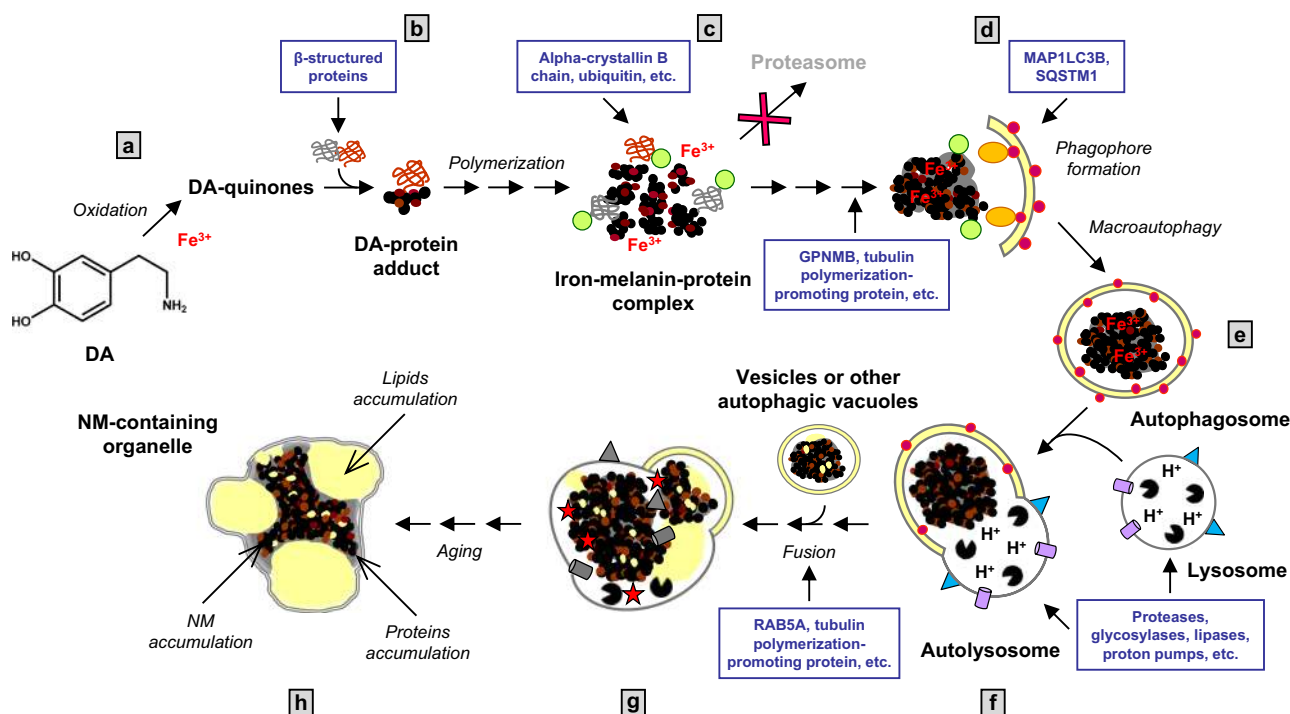 a
Oxidation
Fe³⁺
HO
HO
NH₂
DA
DA-quinones
b
β-structured
proteins
DA-protein
adduct
Polymerization
c
Alpha-crystallin B
chain, ubiquitin, etc.
Fe³⁺
Fe³⁺
Iron-melanin-protein
complex
Proteasome
GPNMB, tubulin
polymerization-
promoting protein, etc.
d
MAP1LC3B,
SQSTM1
Fe³⁺
Fe³⁺
Phagophore
formation
Macroautophagy
e
Fe³⁺
Fe³⁺
Autophagosome
H⁺
H⁺
H⁺
Lysosome
Proteases,
glycosylases, lipases,
proton pumps, etc.
H⁺
H⁺
H⁺
Autolysosome
f
Vesicles or other
autophagic vacuoles
Fusion
RAB5A, tubulin
polymerization-
promoting protein, etc.
g
Aging
NM-containing
organelle
Lipids
accumulation
NM
accumulation
Proteins
accumulation
h